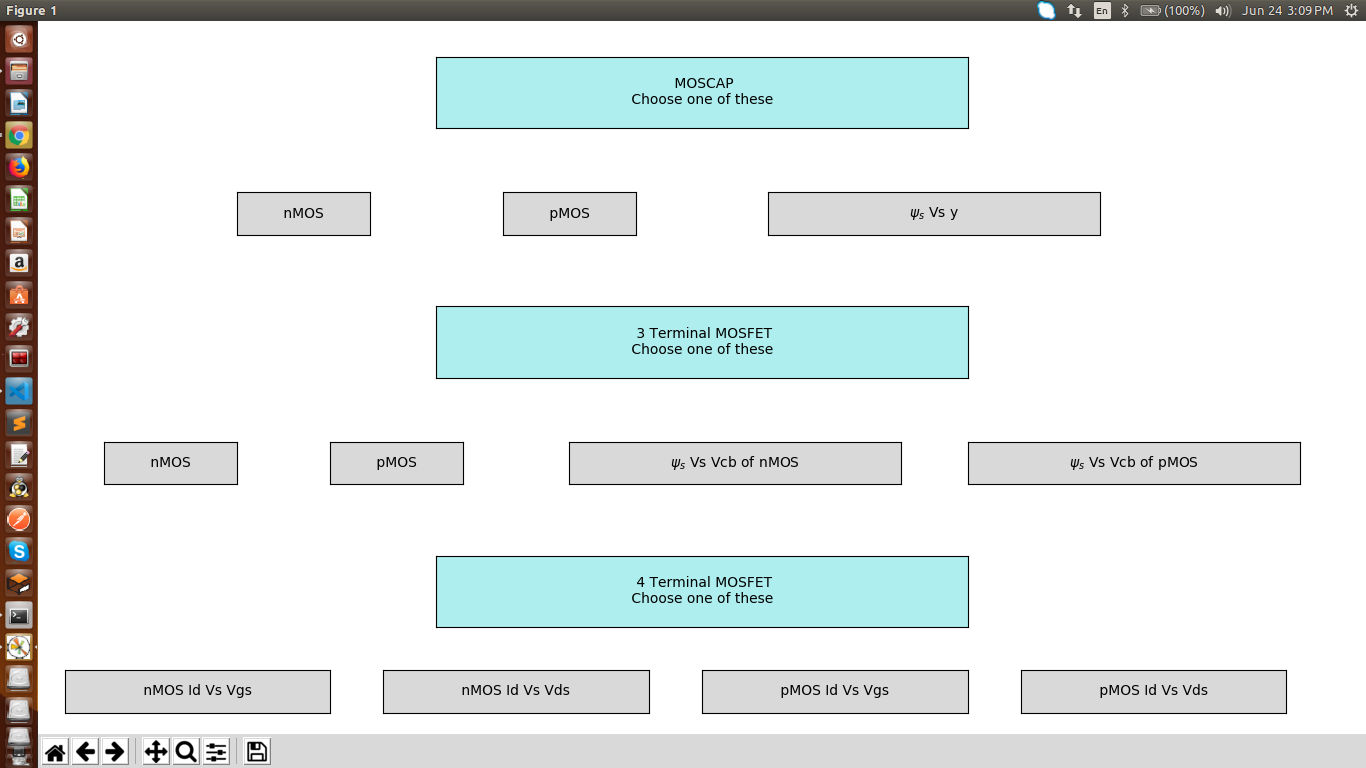 Figure 1
En
(100%)
Jun 24 3:09 PM
MOSCAP
Choose one of these
nMOS
pMOS
ψs Vs y
3 Terminal MOSFET
Choose one of these
nMOS
pMOS
ψs Vs Vcb of nMOS
ψs Vs Vcb of pMOS
4 Terminal MOSFET
Choose one of these
nMOS Id Vs Vgs
nMOS Id Vs Vds
pMOS Id Vs Vgs
pMOS Id Vs Vds